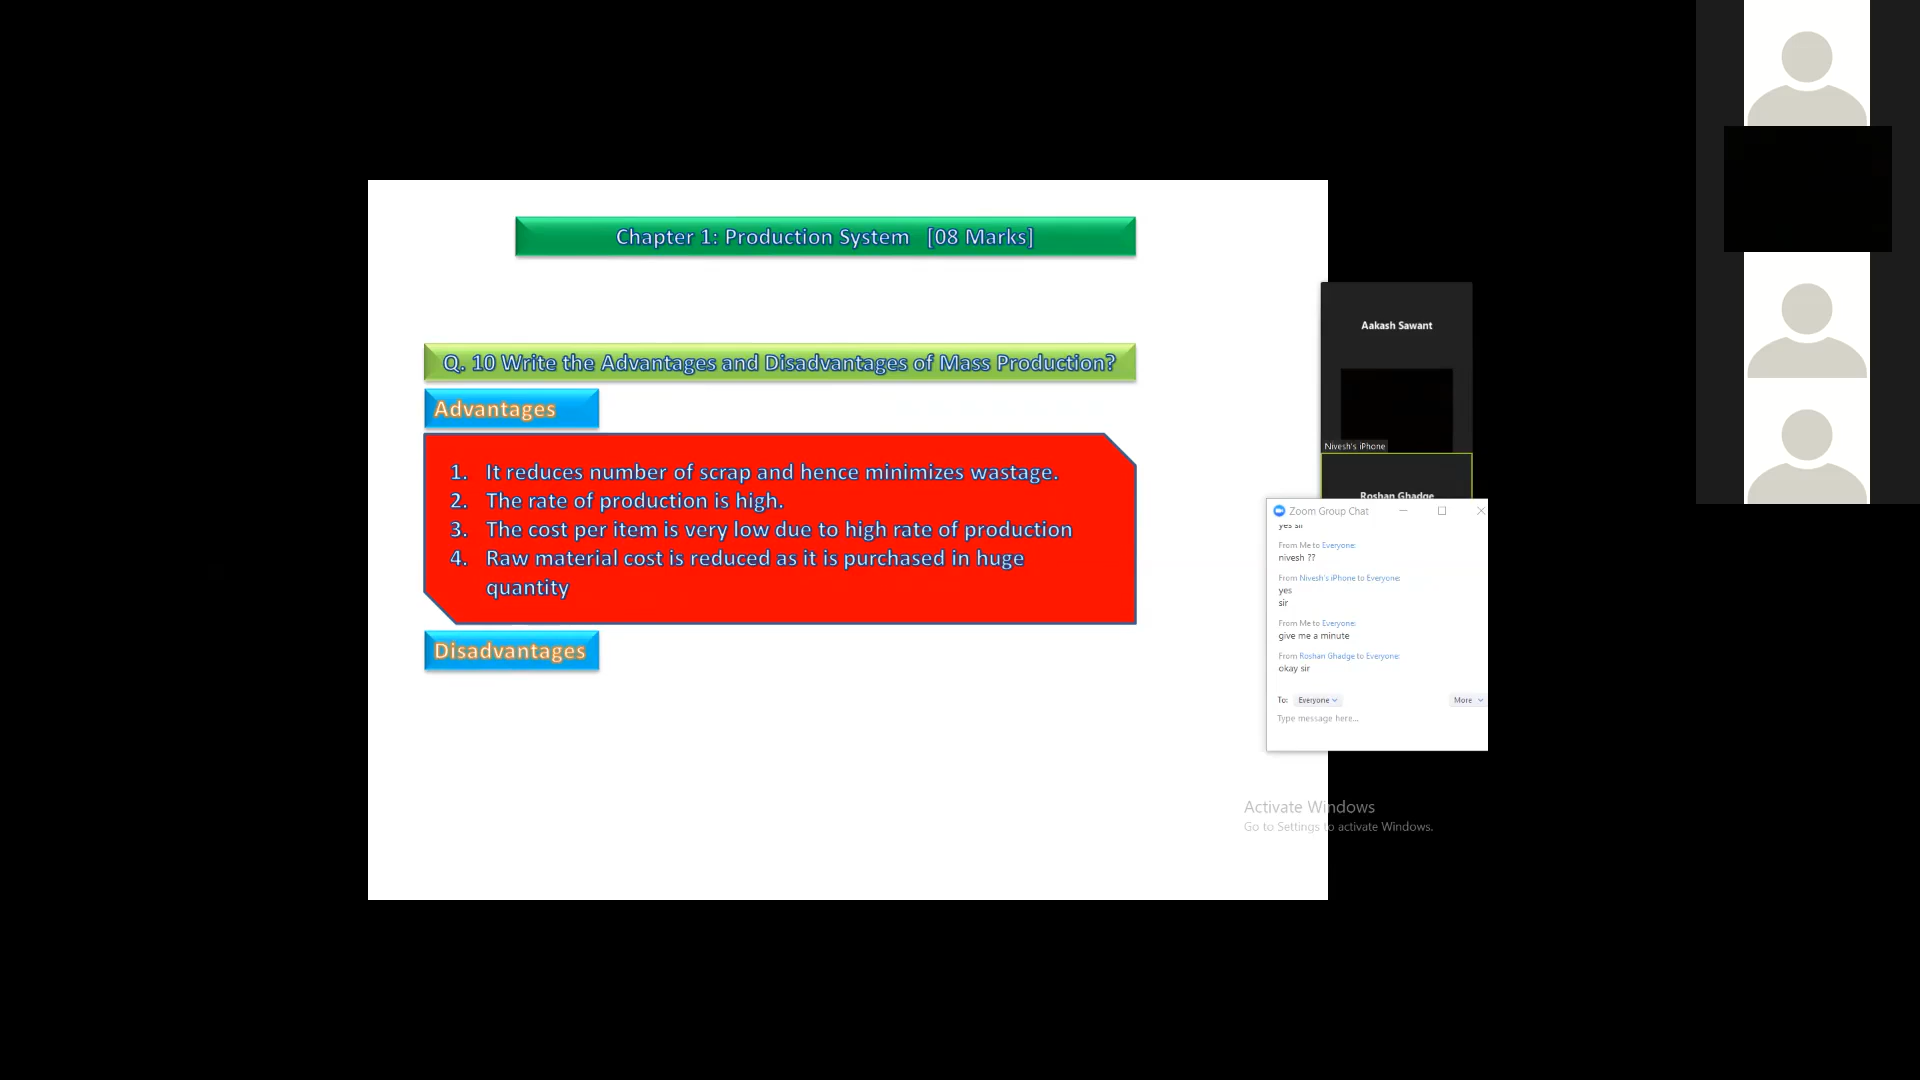 Chapter 1: Production System [08 Marks]
Q. 10 Write the Advantages and Disadvantages of Mass Production?
Advantages
1. It reduces number of scrap and hence minimizes wastage.
2. The rate of production is high.
3. The cost per item is very low due to high rate of production
4. Raw material cost is reduced as it is purchased in huge
quantity
Disadvantages
Aakash Sawant
Nivesh's iPhone
Roshan Ghadge
Zoom Group Chat
yes sir
From Me to Everyone:
nivesh ??
From Nivesh's iPhone to Everyone:
yes
sir
From Me to Everyone:
give me a minute
From Roshan Ghadge to Everyone:
okay sir
To: Everyone More
Type message here...
Activate Windows
Go to Settings to activate Windows.